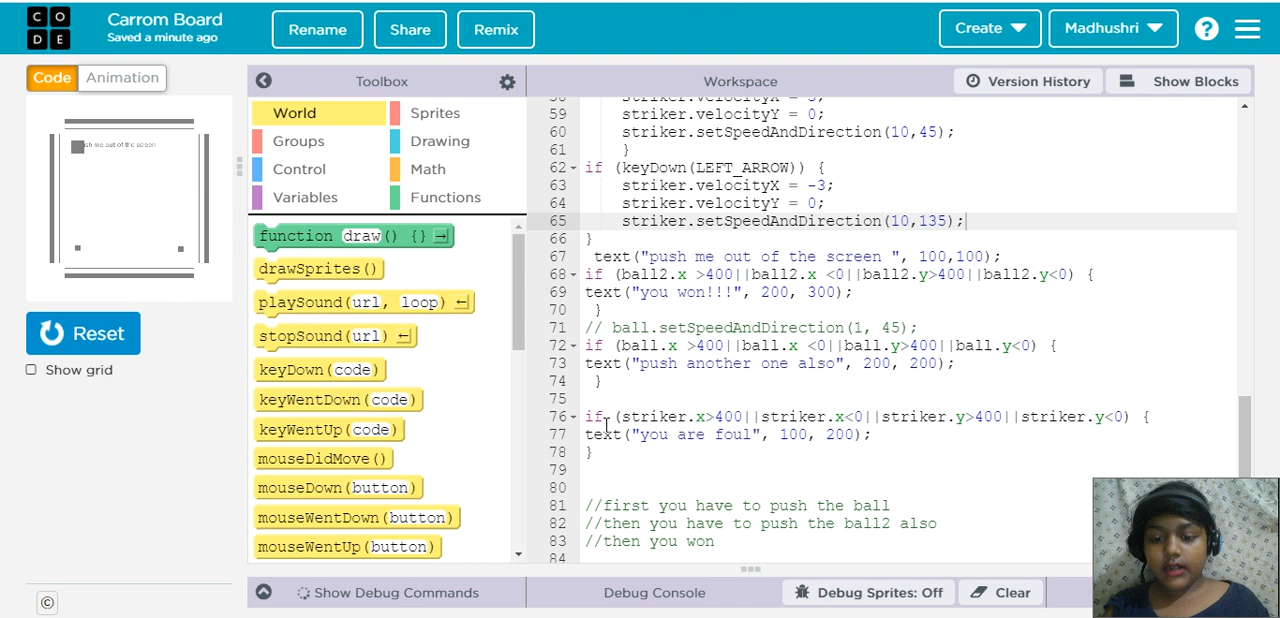 C O
D E
Carrom Board
Saved a minute ago
Rename
Share
Remix
Create
Madhushri
?
Code
Animation
Toolbox
Workspace
Version History
Show Blocks
World
Sprites
Groups
Drawing
Control
Math
Variables
Functions
function draw() {}
drawSprites()
playSound(url, loop)
stopSound(url)
keyDown(code)
keyWentDown(code)
keyWentUp(code)
mouseDidMove()
mouseDown(button)
mouseWentDown(button)
mouseWentUp(button)
me out of the screen
Reset
Show grid
59 striker.velocityY = 0;
60 striker.setSpeedAndDirection(10,45);
61 }
62 if (keyDown(LEFT_ARROW)) {
63 striker.velocityX = -3;
64 striker.velocityY = 0;
65 striker.setSpeedAndDirection(10,135);
66 }
67 text("push me out of the screen ", 100,100);
68 if (ball2.x >400||ball2.x <0||ball2.y>400||ball2.y<0) {
69 text("you won!!!", 200, 300);
70 }
71 // ball.setSpeedAndDirection(1, 45);
72 if (ball.x >400||ball.x <0||ball.y>400||ball.y<0) {
73 text("push another one also", 200, 200);
74 }
75
76 if (striker.x>400||striker.x<0||striker.y>400||striker.y<0) {
77 text("you are foul", 100, 200);
78 }
79
80
81 //first you have to push the ball
82 //then you have to push the ball2 also
83 //then you won
84
Show Debug Commands
Debug Console
Debug Sprites: Off
Clear
©